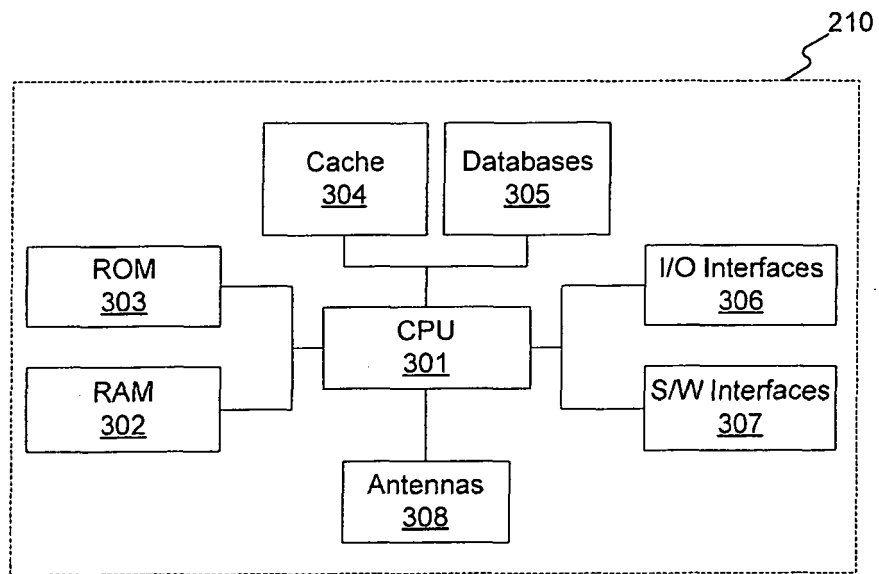 210
Cache
304
Databases
305
ROM
303
I/O Interfaces
306
CPU
301
RAM
302
S/W Interfaces
307
Antennas
308